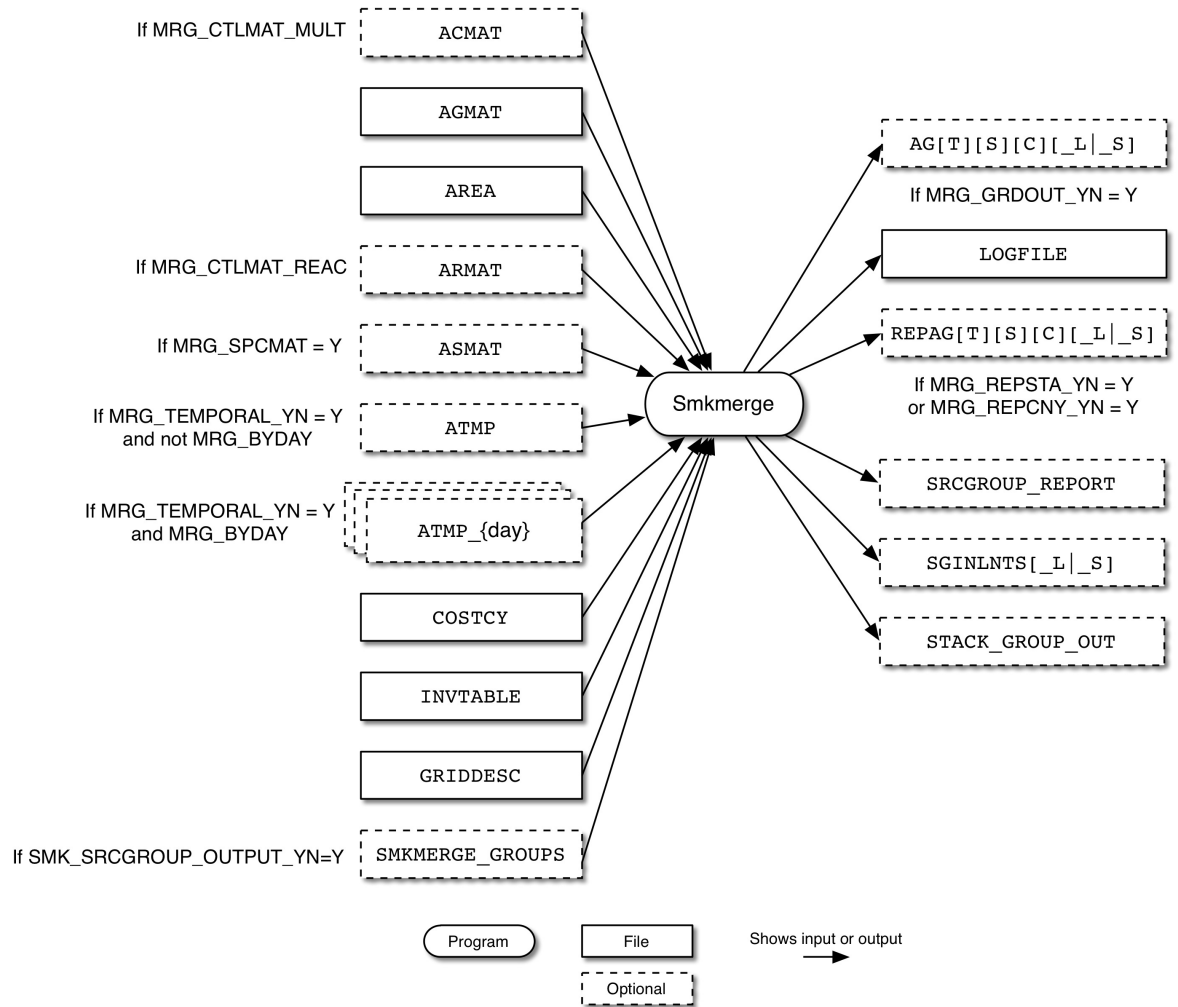 If MRG_CTLMAT_MULT
ACMAT
AGMAT
AREA
If MRG_CTLMAT_REAC
ARMAT
If MRG_SPCMAT = Y
ASMAT
If MRG_TEMPORAL_YN = Y
and not MRG_BYDAY
ATMP
If MRG_TEMPORAL_YN = Y
and MRG_BYDAY
ATMP_{day}
COSTCY
INVTABLE
GRIDDESC
If SMK_SRCGROUP_OUTPUT_YN=Y
SMKMERGE_GROUPS
Smkmerge
AG[T][S][C][_L|_S]
If MRG_GRDOUT_YN = Y
LOGFILE
REPAG[T][S][C][_L|_S]
If MRG_REPSTA_YN = Y
or MRG_REPCNY_YN = Y
SRCGROUP_REPORT
SGINLNTS[_L|_S]
STACK_GROUP_OUT
Program
File
Shows input or output
Optional